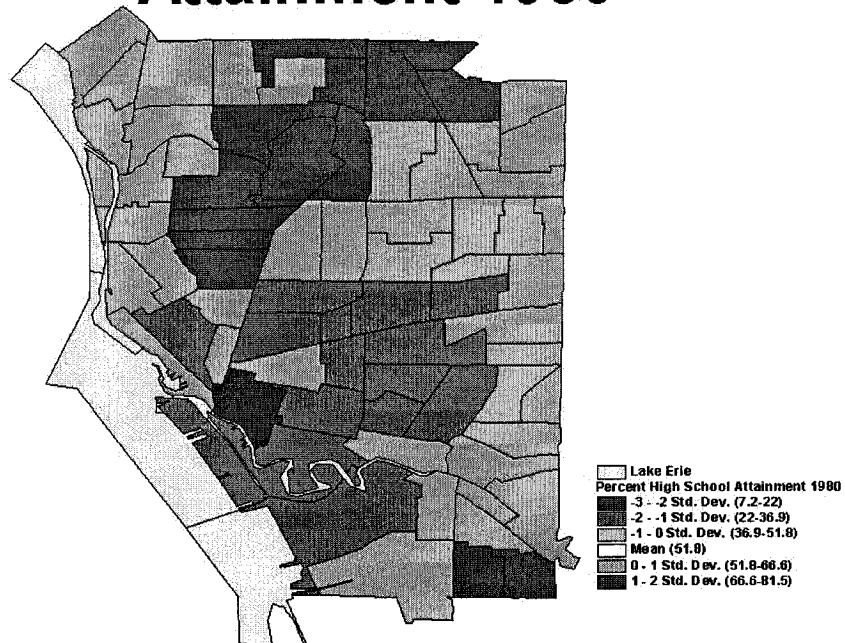 Attainment 1980
Lake Erie
Percent High School Attainment 1980
-3 - -2 Std. Dev. (7.2-22)
-2 - -1 Std. Dev. (22-36.9)
-1 - 0 Std. Dev. (36.9-51.8)
Mean (51.8)
0 - 1 Std. Dev. (51.8-66.6)
1 - 2 Std. Dev. (66.6-81.5)